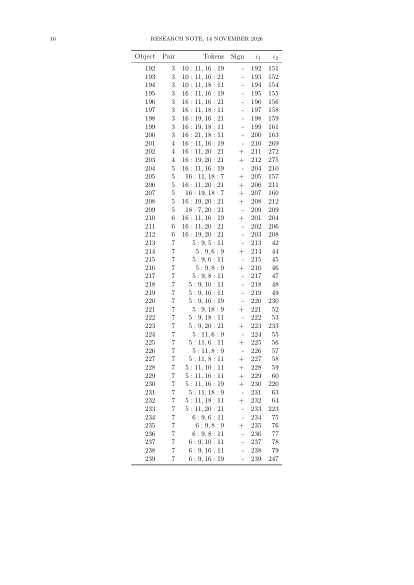 16 RESEARCH NOTE, 14 NOVEMBER 2026
Object Pair Tokens Sign ι₁ ι₂
192 3 10 : 11, 16 : 19 - 192 151
193 3 10 : 11, 16 : 21 - 193 152
194 3 10 : 11, 18 : 11 - 194 154
195 3 16 : 11, 16 : 19 - 195 155
196 3 16 : 11, 16 : 21 - 196 156
197 3 16 : 11, 18 : 11 - 197 158
198 3 16 : 19, 16 : 21 - 198 159
199 3 16 : 19, 18 : 11 - 199 161
200 3 16 : 21, 18 : 11 - 200 163
201 4 16 : 11, 16 : 19 - 210 269
202 4 16 : 11, 20 : 21 + 211 272
203 4 16 : 19, 20 : 21 + 212 275
204 5 16 : 11, 16 : 19 - 204 210
205 5 16 : 11, 18 : 7 + 205 157
206 5 16 : 11, 20 : 21 + 206 211
207 5 16 : 19, 18 : 7 + 207 160
208 5 16 : 19, 20 : 21 + 208 212
209 5 18 : 7, 20 : 21 - 209 209
210 6 16 : 11, 16 : 19 + 201 204
211 6 16 : 11, 20 : 21 - 202 206
212 6 16 : 19, 20 : 21 - 203 208
213 7 5 : 9, 5 : 11 - 213 42
214 7 5 : 9, 6 : 9 + 214 44
215 7 5 : 9, 6 : 11 - 215 45
216 7 5 : 9, 8 : 9 + 216 46
217 7 5 : 9, 8 : 11 - 217 47
218 7 5 : 9, 10 : 11 - 218 48
219 7 5 : 9, 16 : 11 - 219 49
220 7 5 : 9, 16 : 19 - 220 230
221 7 5 : 9, 18 : 9 + 221 52
222 7 5 : 9, 18 : 11 - 222 53
223 7 5 : 9, 20 : 21 + 223 233
224 7 5 : 11, 6 : 9 - 224 55
225 7 5 : 11, 6 : 11 + 225 56
226 7 5 : 11, 8 : 9 - 226 57
227 7 5 : 11, 8 : 11 + 227 58
228 7 5 : 11, 10 : 11 + 228 59
229 7 5 : 11, 16 : 11 + 229 60
230 7 5 : 11, 16 : 19 + 230 220
231 7 5 : 11, 18 : 9 - 231 63
232 7 5 : 11, 18 : 11 + 232 64
233 7 5 : 11, 20 : 21 - 233 223
234 7 6 : 9, 6 : 11 - 234 75
235 7 6 : 9, 8 : 9 + 235 76
236 7 6 : 9, 8 : 11 - 236 77
237 7 6 : 9, 10 : 11 - 237 78
238 7 6 : 9, 16 : 11 - 238 79
239 7 6 : 9, 16 : 19 - 239 247